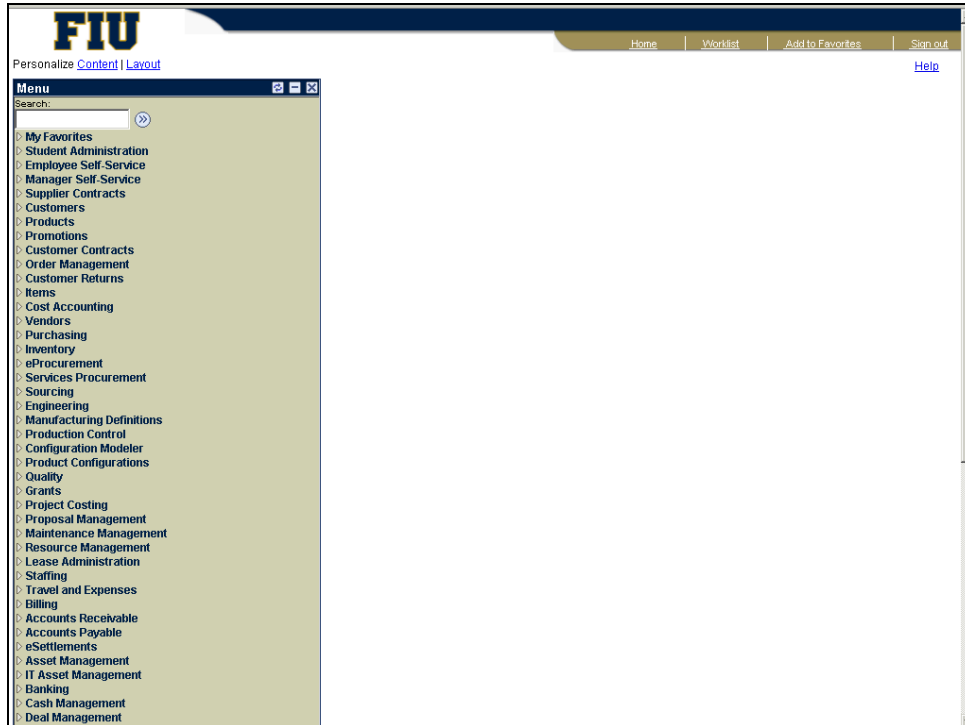 FIU
Home Worklist Add to Favorites Sign out
Personalize Content | Layout
Help
Menu
Search:
My Favorites
Student Administration
Employee Self-Service
Manager Self-Service
Supplier Contracts
Customers
Products
Promotions
Customer Contracts
Order Management
Customer Returns
Items
Cost Accounting
Vendors
Purchasing
Inventory
eProcurement
Services Procurement
Sourcing
Engineering
Manufacturing Definitions
Production Control
Configuration Modeler
Product Configurations
Quality
Grants
Project Costing
Proposal Management
Maintenance Management
Resource Management
Lease Administration
Staffing
Travel and Expenses
Billing
Accounts Receivable
Accounts Payable
eSettlements
Asset Management
IT Asset Management
Banking
Cash Management
Deal Management